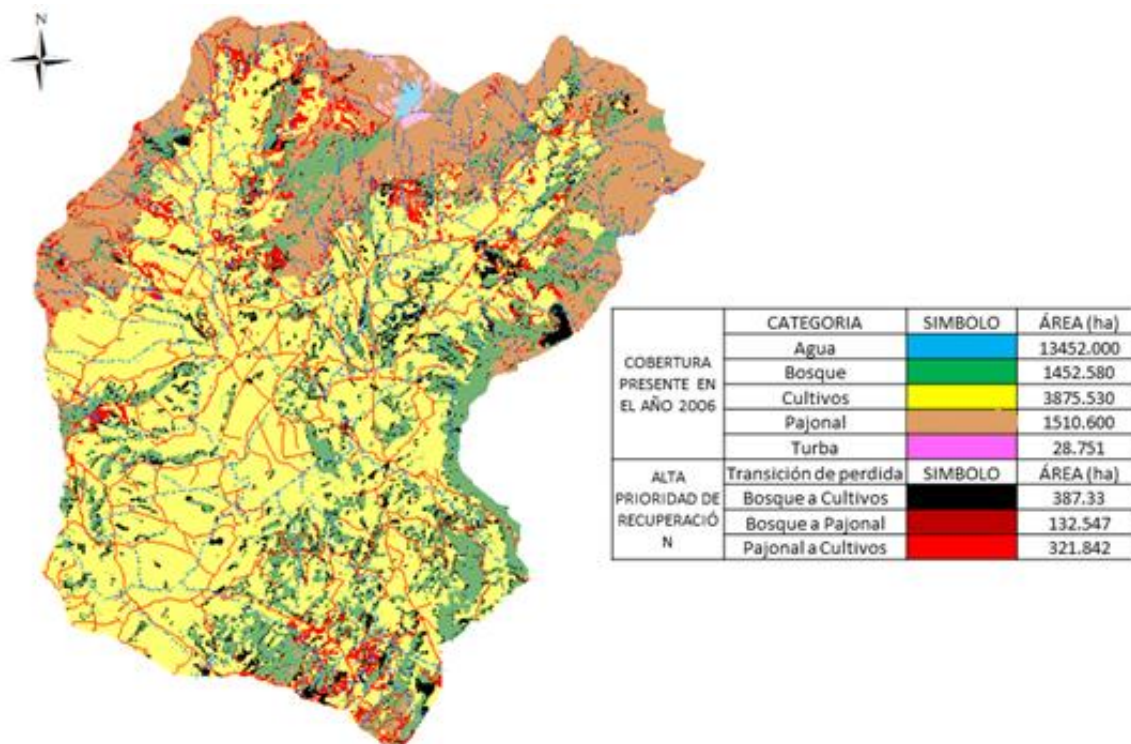 N
CATEGORIA SIMBOLO ÁREA (ha)
COBERTURA PRESENTE EN EL AÑO 2006
Agua 13452.000
Bosque 1452.580
Cultivos 3875.530
Pajonal 1510.600
Turba 28.751
ALTA PRIORIDAD DE RECUPERACIÓ N
Transición de perdida SIMBOLO ÁREA (ha)
Bosque a Cultivos 387.33
Bosque a Pajonal 132.547
Pajonal a Cultivos 321.842